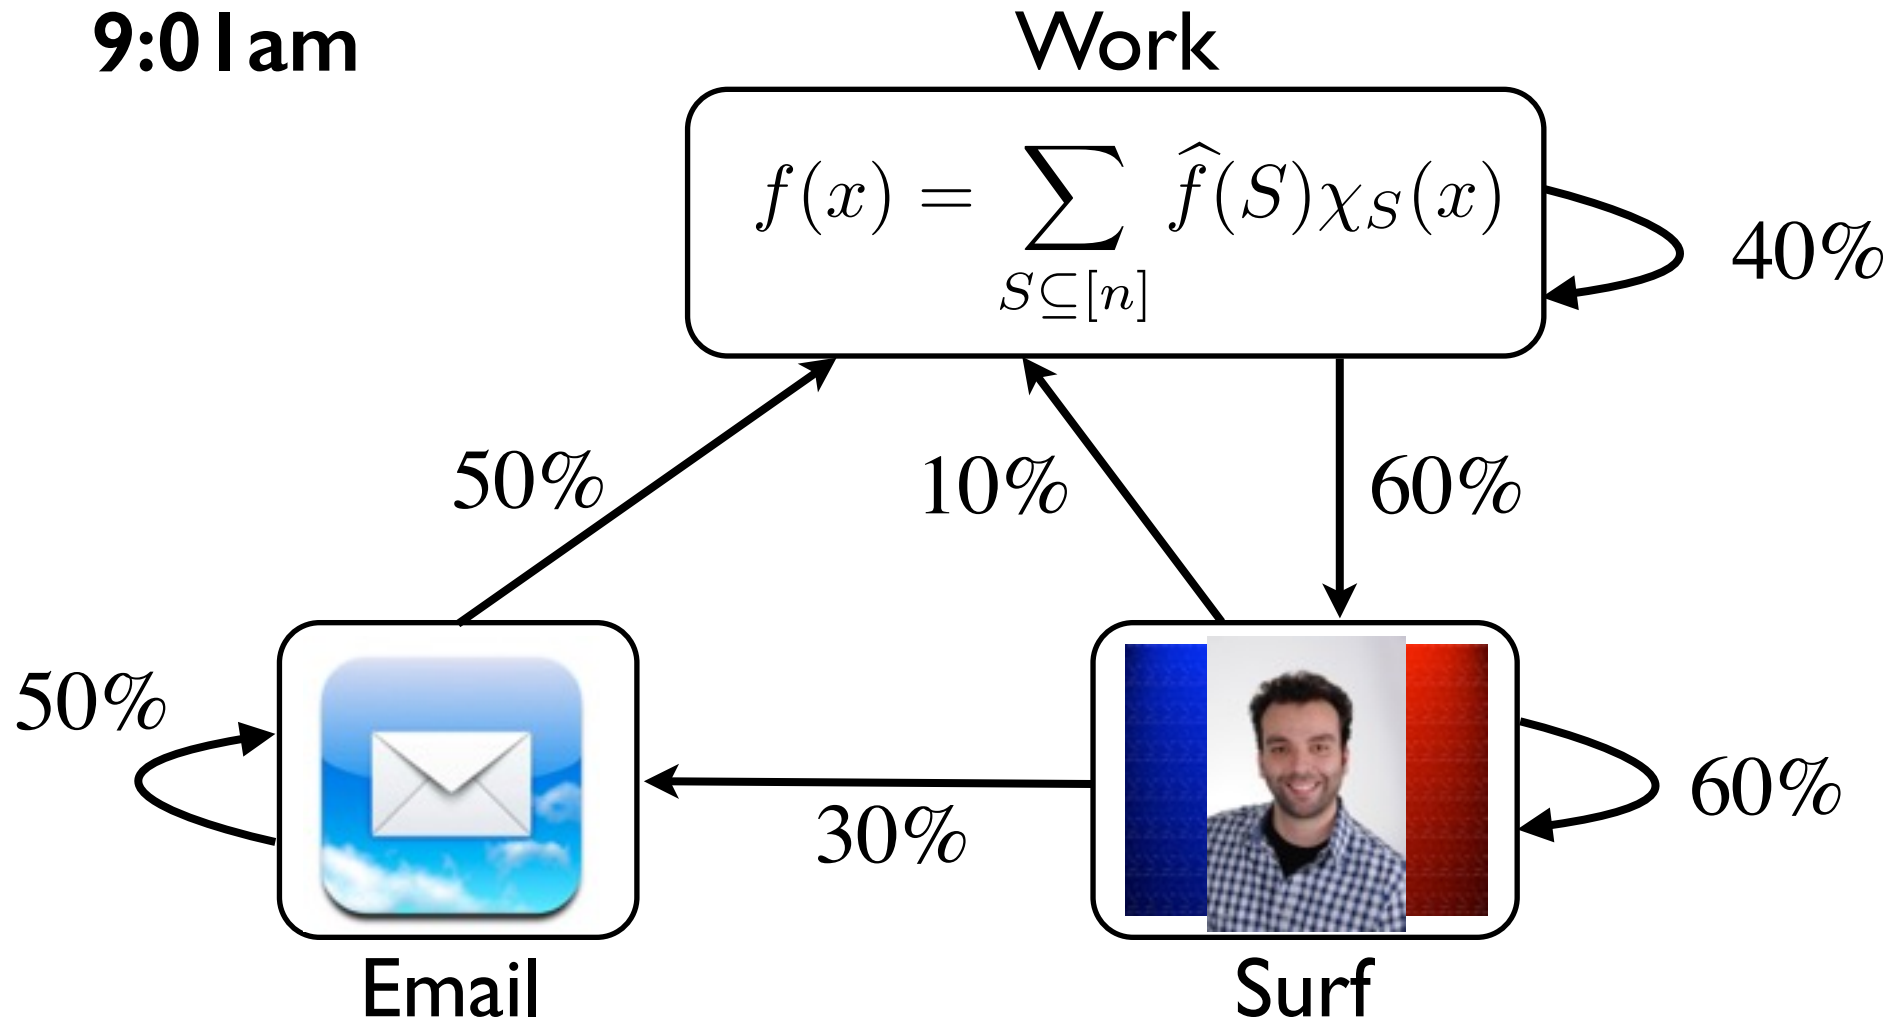 9:01am
Work
f(x) = ∑ f̂(S)χ_S(x)
S⊆[n]
40%
50%
10%
60%
50%
30%
60%
Email
Surf